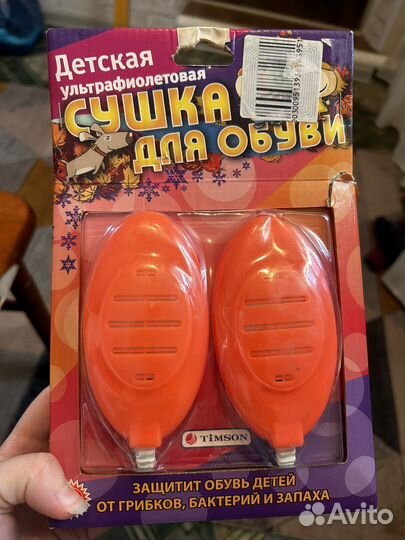 Детская
ультрафиолетовая
СУШКА
ДЛЯ ОБУВИ
TiMSON
ЗАЩИТИТ ОБУВЬ ДЕТЕЙ
ОТ ГРИБКОВ, БАКТЕРИЙ И ЗАПАХА
Avito